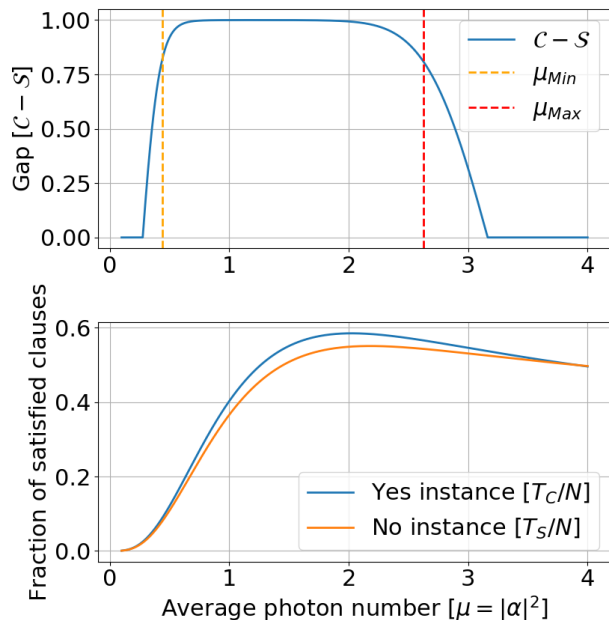 Gap [𝒞 − 𝒮]
1.00
0.75
0.50
0.25
0.00
𝒞 − 𝒮
μ_Min
μ_Max
0 1 2 3 4
Fraction of satisfied clauses
0.6
0.4
0.2
0.0
Yes instance [T_C/N]
No instance [T_S/N]
0 1 2 3 4
Average photon number [μ = |α|²]